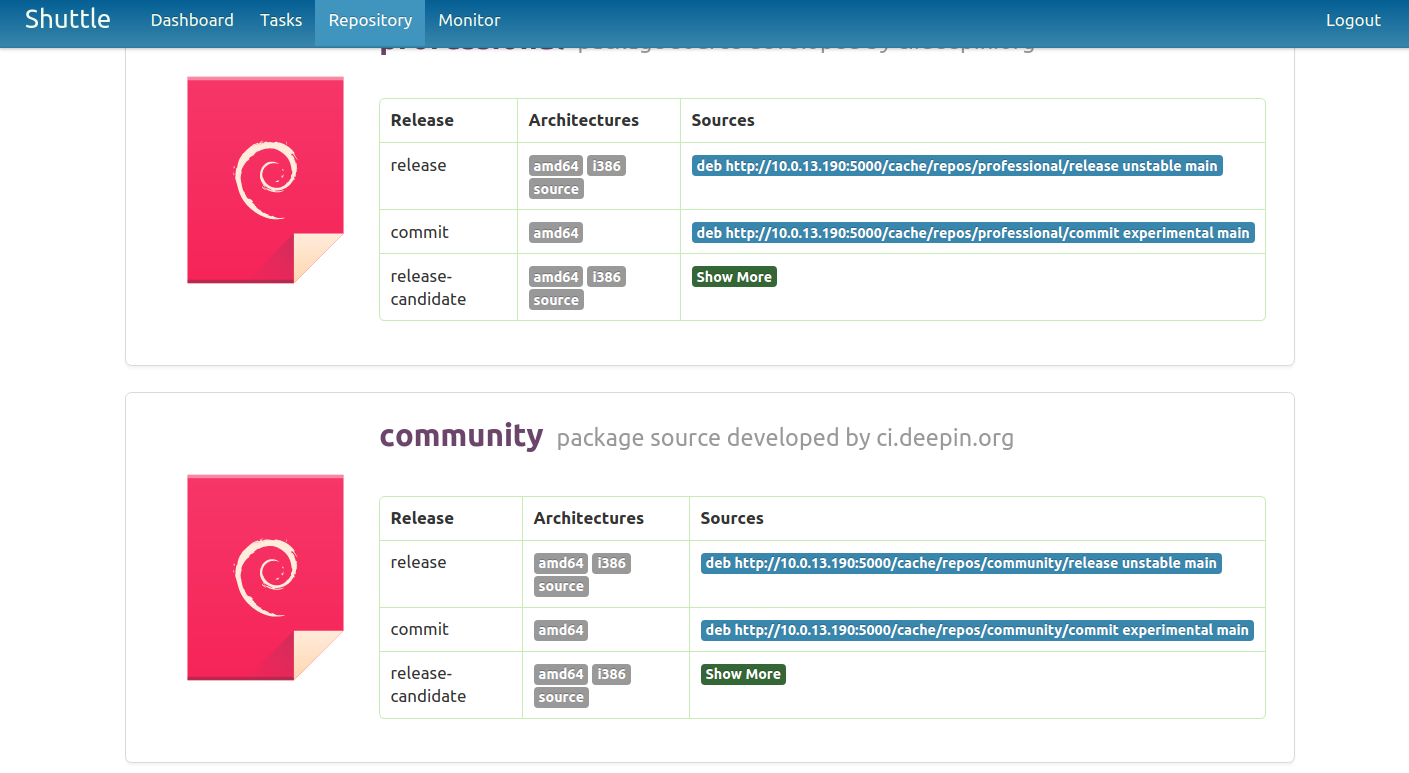 Shuttle Dashboard Tasks Repository Monitor Logout
professional package source developed by ci.deepin.org
Release Architectures Sources
release amd64 i386 deb http://10.0.13.190:5000/cache/repos/professional/release unstable main
source
commit amd64 deb http://10.0.13.190:5000/cache/repos/professional/commit experimental main
release- amd64 i386 Show More
candidate source
community package source developed by ci.deepin.org
Release Architectures Sources
release amd64 i386 deb http://10.0.13.190:5000/cache/repos/community/release unstable main
source
commit amd64 deb http://10.0.13.190:5000/cache/repos/community/commit experimental main
release- amd64 i386 Show More
candidate source